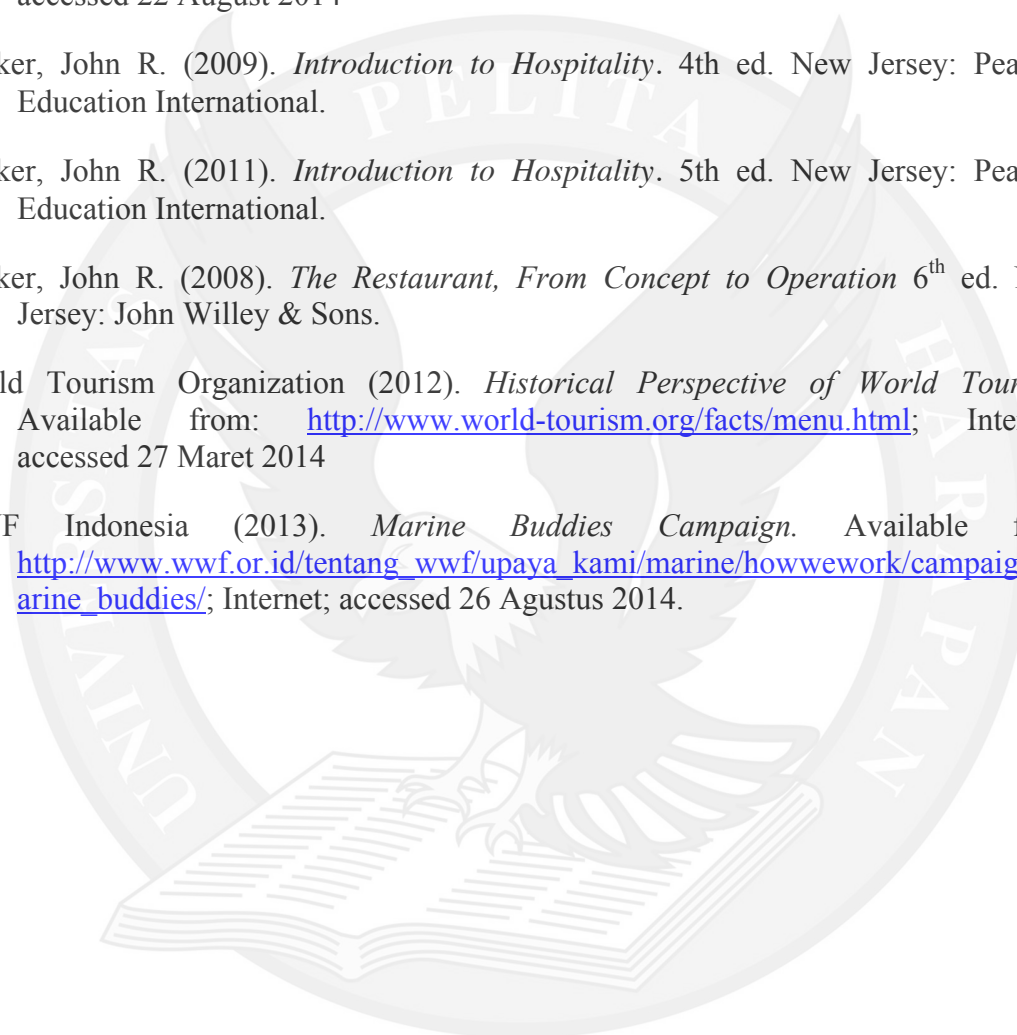 accessed 22 August 2014
ker, John R. (2009). Introduction to Hospitality. 4th ed. New Jersey: Pea
Education International.
ker, John R. (2011). Introduction to Hospitality. 5th ed. New Jersey: Pea
Education International.
ker, John R. (2008). The Restaurant, From Concept to Operation 6th ed.
Jersey: John Willey & Sons.
ld Tourism Organization (2012). Historical Perspective of World Tour
Available from: http://www.world-tourism.org/facts/menu.html; Inte
accessed 27 Maret 2014
F Indonesia (2013). Marine Buddies Campaign. Available f
http://www.wwf.or.id/tentang_wwf/upaya_kami/marine/howwework/campaig
arine_buddies/; Internet; accessed 26 Agustus 2014.
UNIVERSITAS PELITA HARAPAN